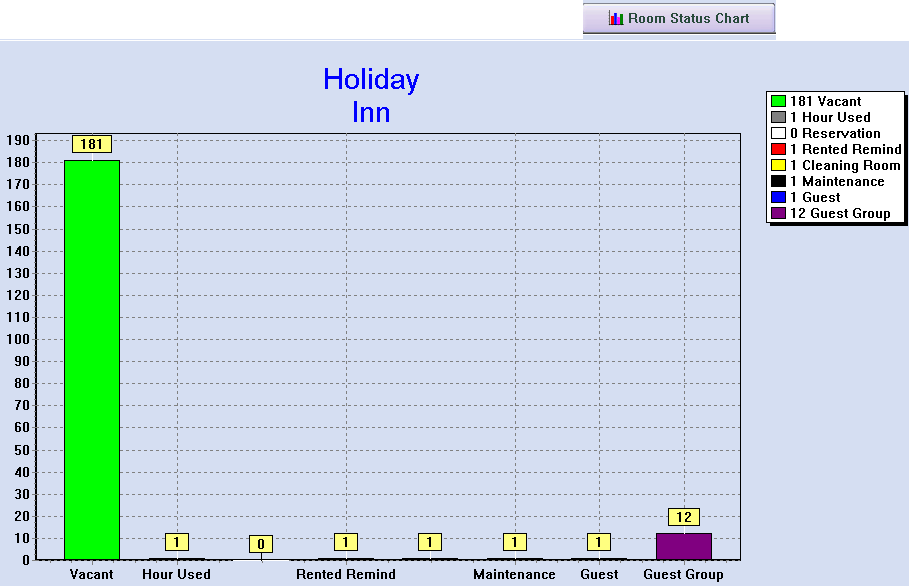 Room Status Chart
Holiday
Inn
181 Vacant
1 Hour Used
0 Reservation
1 Rented Remind
1 Cleaning Room
1 Maintenance
1 Guest
12 Guest Group
190
180
170
160
150
140
130
120
110
100
90
80
70
60
50
40
30
20
10
0
181
1
0
1
1
1
1
12
Vacant Hour Used Rented Remind Maintenance Guest Guest Group